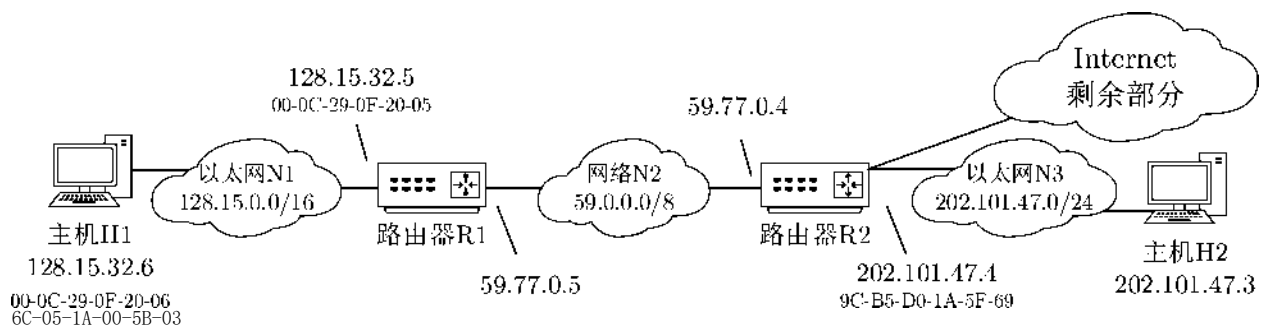 Internet
剩余部分
128.15.32.5
00-0C-29-0F-20-05
59.77.0.4
以太网N1
128.15.0.0/16
网络N2
59.0.0.0/8
以太网N3
202.101.47.0/24
主机H1
128.15.32.6
00-0C-29-0F-20-06
6C-05-1A-00-5B-03
路由器R1
59.77.0.5
路由器R2
202.101.47.4
9C-B5-D0-1A-5F-69
主机H2
202.101.47.3